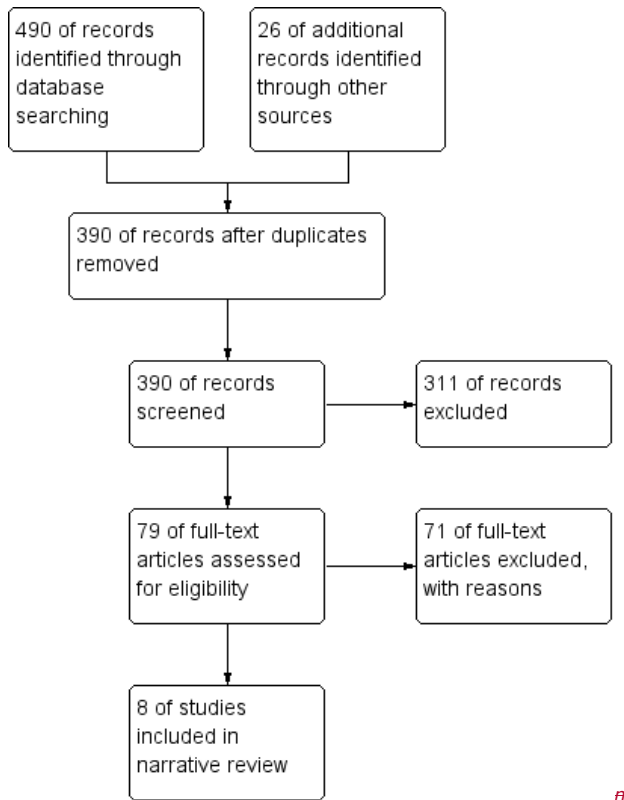 490 of records
identified through
database
searching
26 of additional
records identified
through other
sources
390 of records after duplicates
removed
390 of records
screened
311 of records
excluded
79 of full-text
articles assessed
for eligibility
71 of full-text
articles excluded,
with reasons
8 of studies
included in
narrative review